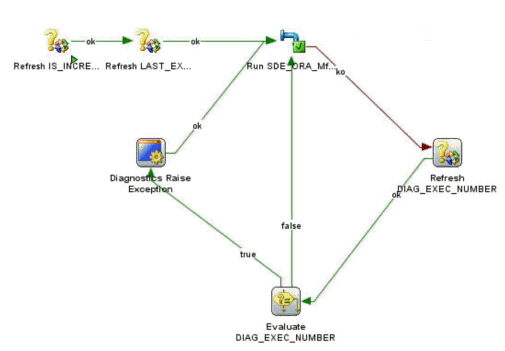 ok
ok
Refresh IS_INCRE...
Refresh LAST_EX...
Run SDE_ORA_Mf...
ko
ok
Diagnostics Raise
Exception
Refresh
DIAG_EXEC_NUMBER
ok
false
true
Evaluate
DIAG_EXEC_NUMBER